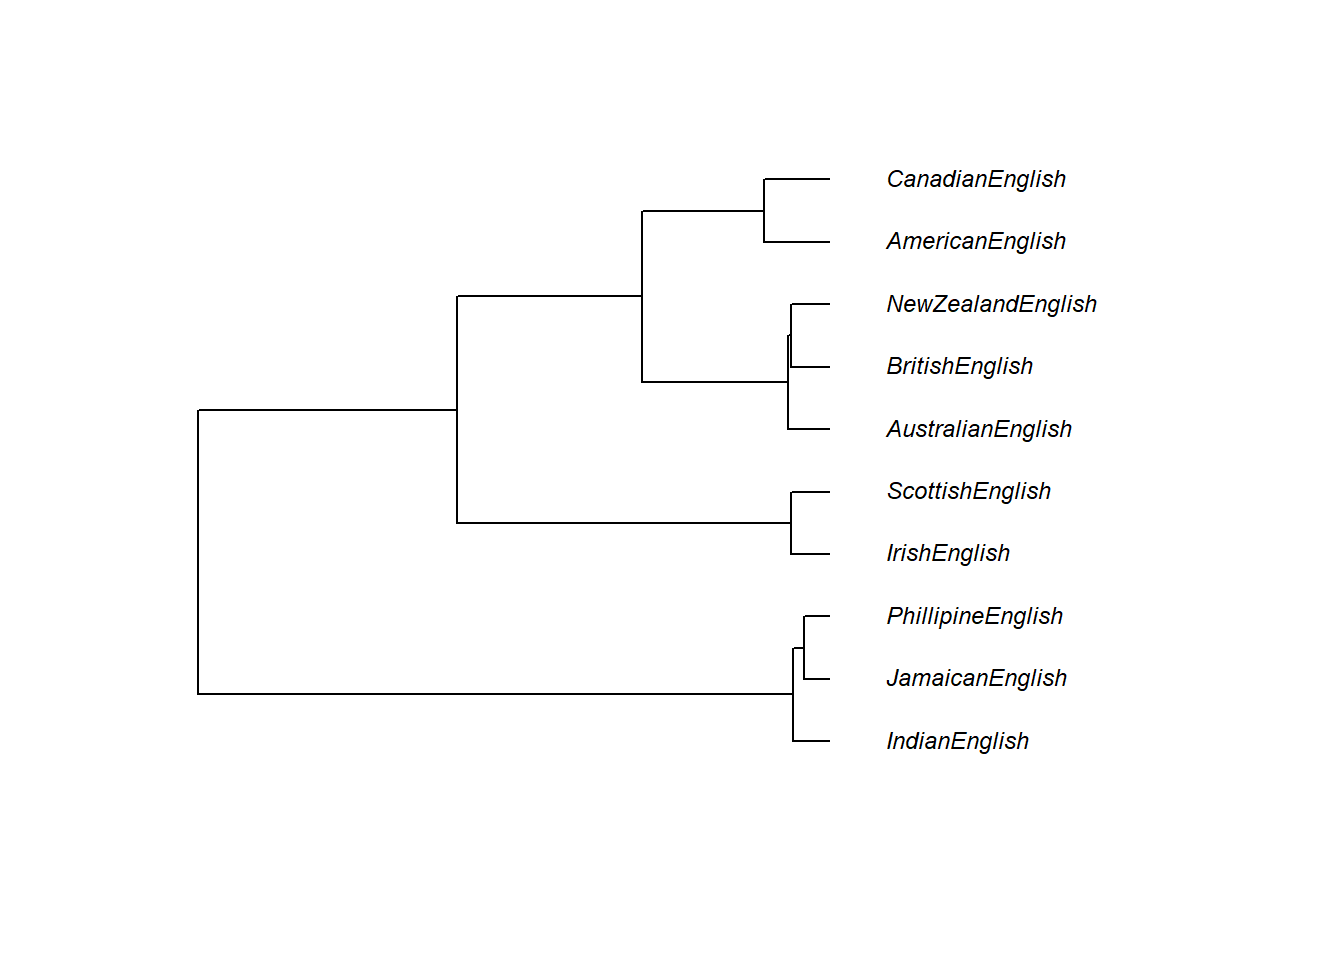 CanadianEnglish
AmericanEnglish
NewZealandEnglish
BritishEnglish
AustralianEnglish
ScottishEnglish
IrishEnglish
PhillipineEnglish
JamaicanEnglish
IndianEnglish